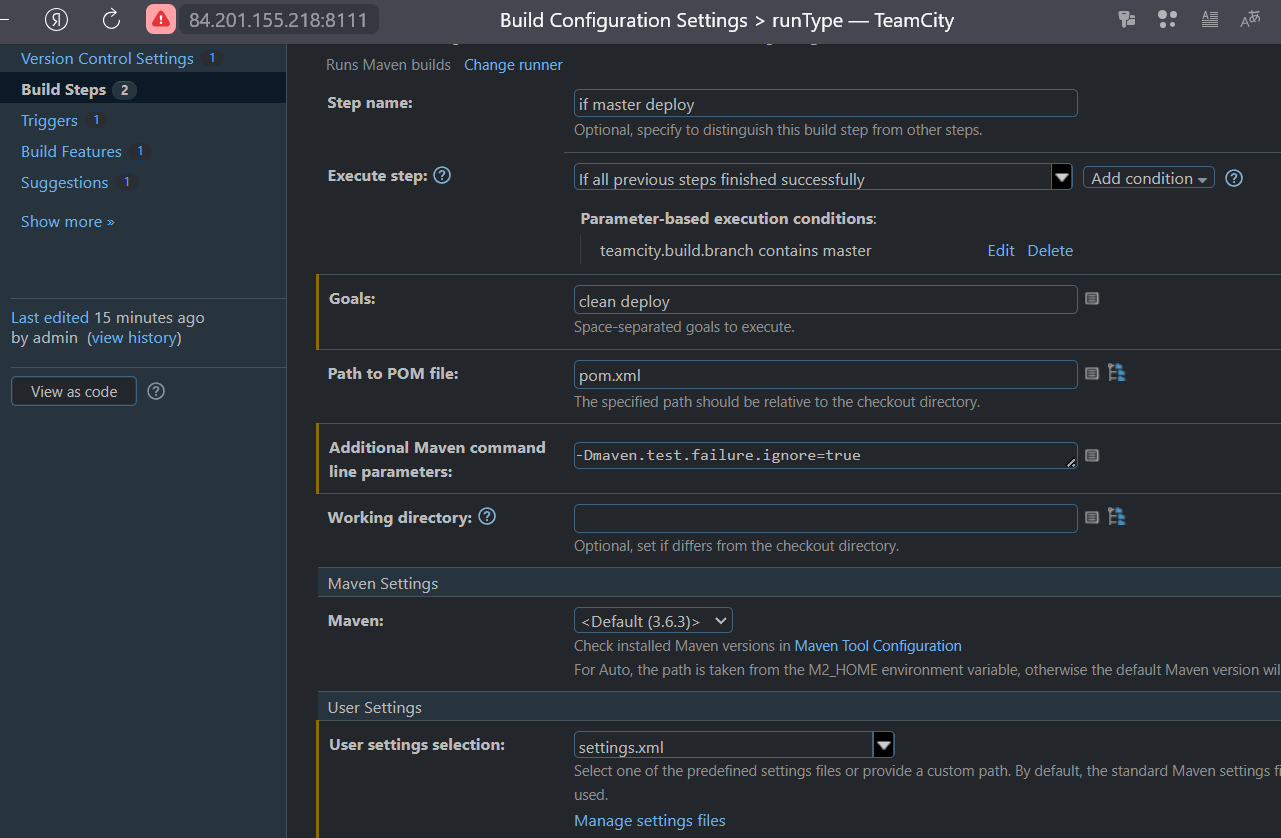 Я 84.201.155.218:8111 Build Configuration Settings > runType — TeamCity
Version Control Settings 1
Build Steps 2
Triggers 1
Build Features 1
Suggestions 1
Show more »
Last edited 15 minutes ago
by admin (view history)
View as code ?
Runs Maven builds Change runner
Step name: if master deploy
Optional, specify to distinguish this build step from other steps.
Execute step: ? If all previous steps finished successfully Add condition ?
Parameter-based execution conditions:
teamcity.build.branch contains master Edit Delete
Goals: clean deploy
Space-separated goals to execute.
Path to POM file: pom.xml
The specified path should be relative to the checkout directory.
Additional Maven command
line parameters: -Dmaven.test.failure.ignore=true
Working directory: ?
Optional, set if differs from the checkout directory.
Maven Settings
Maven: <Default (3.6.3)>
Check installed Maven versions in Maven Tool Configuration
For Auto, the path is taken from the M2_HOME environment variable, otherwise the default Maven version wil
User Settings
User settings selection: settings.xml
Select one of the predefined settings files or provide a custom path. By default, the standard Maven settings fi
used.
Manage settings files